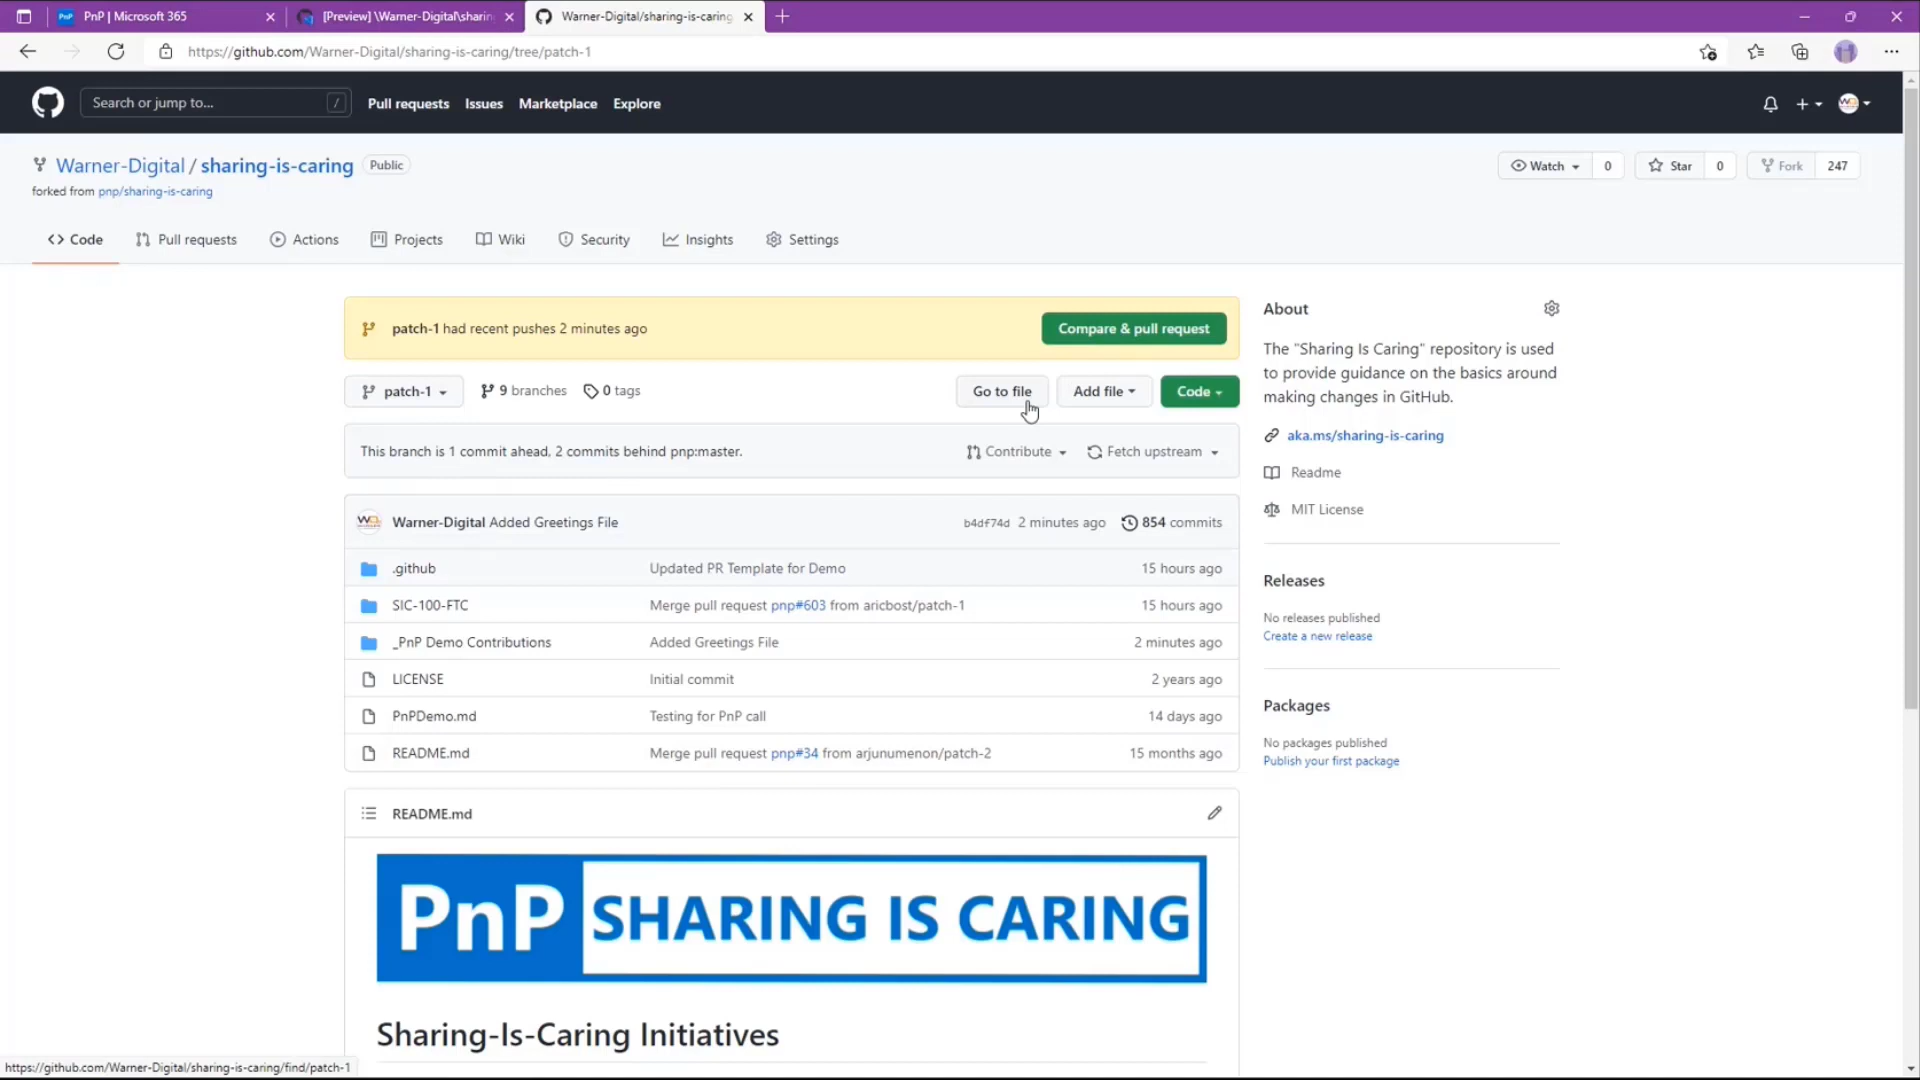 PnP PnP | Microsoft 365
[Preview] \Warner-Digital\sharin
Warner-Digital/sharing-is-caring
https://github.com/Warner-Digital/sharing-is-caring/tree/patch-1
Search or jump to... /
Pull requests Issues Marketplace Explore
Warner-Digital / sharing-is-caring Public
Watch 0 Star 0 Fork 247
forked from pnp/sharing-is-caring
Code Pull requests Actions Projects Wiki Security Insights Settings
patch-1 had recent pushes 2 minutes ago Compare & pull request
patch-1 9 branches 0 tags Go to file Add file Code
This branch is 1 commit ahead, 2 commits behind pnp:master. Contribute Fetch upstream
Warner-Digital Added Greetings File b4df74d 2 minutes ago 854 commits
.github Updated PR Template for Demo 15 hours ago
SIC-100-FTC Merge pull request pnp#603 from aricbost/patch-1 15 hours ago
_PnP Demo Contributions Added Greetings File 2 minutes ago
LICENSE Initial commit 2 years ago
PnPDemo.md Testing for PnP call 14 days ago
README.md Merge pull request pnp#34 from arjunumenon/patch-2 15 months ago
README.md
PnP SHARING IS CARING
Sharing-Is-Caring Initiatives
About
The "Sharing Is Caring" repository is used
to provide guidance on the basics around
making changes in GitHub.
aka.ms/sharing-is-caring
Readme
MIT License
Releases
No releases published
Create a new release
Packages
No packages published
Publish your first package
https://github.com/Warner-Digital/sharing-is-caring/find/patch-1